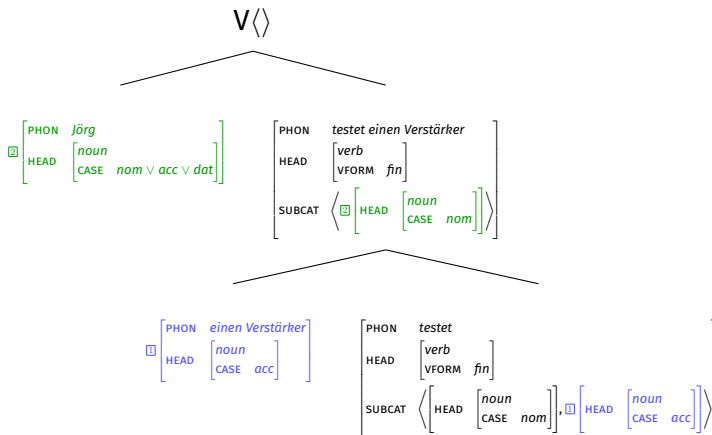 V⟨⟩
2 [PHON Jörg
HEAD [noun
CASE nom ∨ acc ∨ dat]]
[PHON testet einen Verstärker
HEAD [verb
VFORM fin]
SUBCAT ⟨ 2 [HEAD [noun
CASE nom]]⟩]
1 [PHON einen Verstärker
HEAD [noun
CASE acc]]
[PHON testet
HEAD [verb
VFORM fin]
SUBCAT ⟨[HEAD [noun
CASE nom]], 1 [HEAD [noun
CASE acc]]⟩